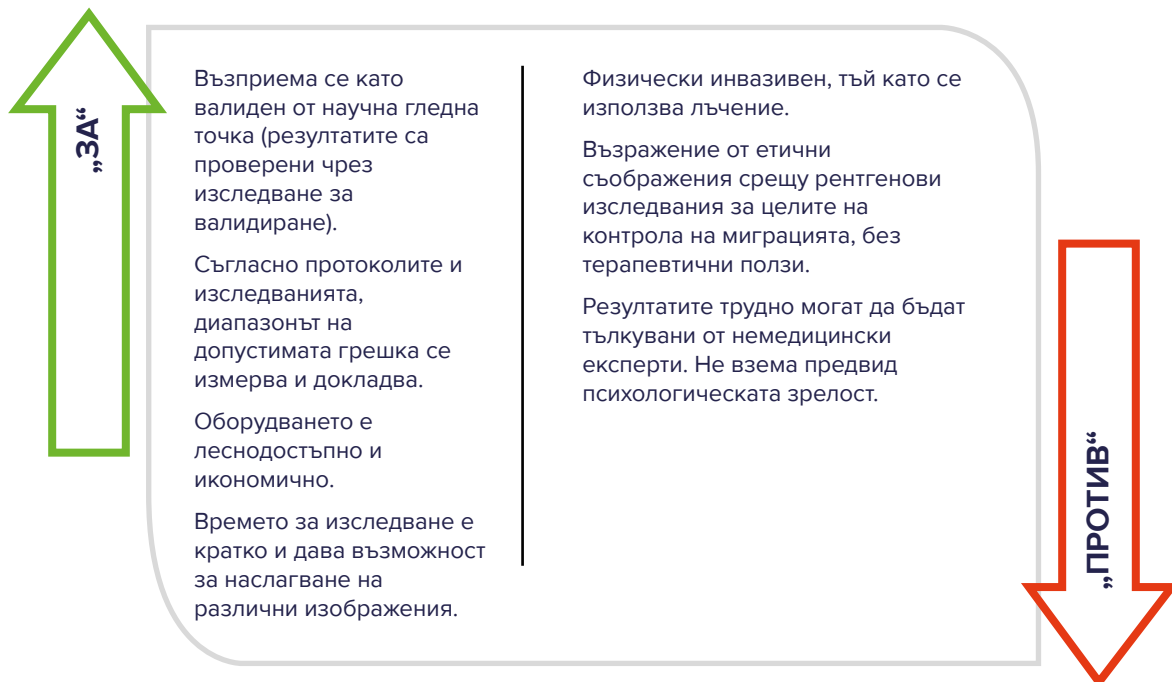 „ЗА“
Възприема се като
валиден от научна гледна
точка (резултатите са
проверени чрез
изследване за
валидиране).
Съгласно протоколите и
изследванията,
диапазонът на
допустимата грешка се
измерва и докладва.
Оборудването е
леснодостъпно и
икономично.
Времето за изследване е
кратко и дава възможност
за наслагване на
различни изображения.
Физически инвазивен, тъй като се
използва лъчение.
Възражение от етични
съображения срещу рентгенови
изследвания за целите на
контрола на миграцията, без
терапевтични ползи.
Резултатите трудно могат да бъдат
тълкувани от немедицински
експерти. Не взема предвид
психологическата зрелост.
„ПРОТИВ“